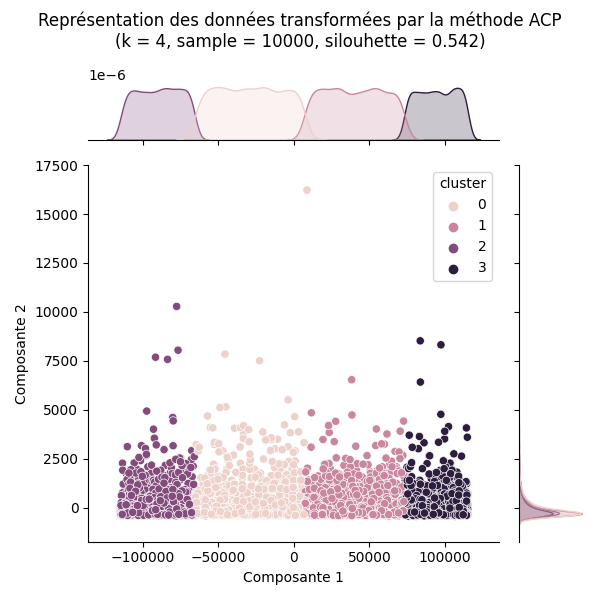 Représentation des données transformées par la méthode ACP
(k = 4, sample = 10000, silouhette = 0.542)
1e−6
17500
15000
12500
10000
7500
5000
2500
0
Composante 2
cluster
0
1
2
3
−100000 −50000 0 50000 100000
Composante 1